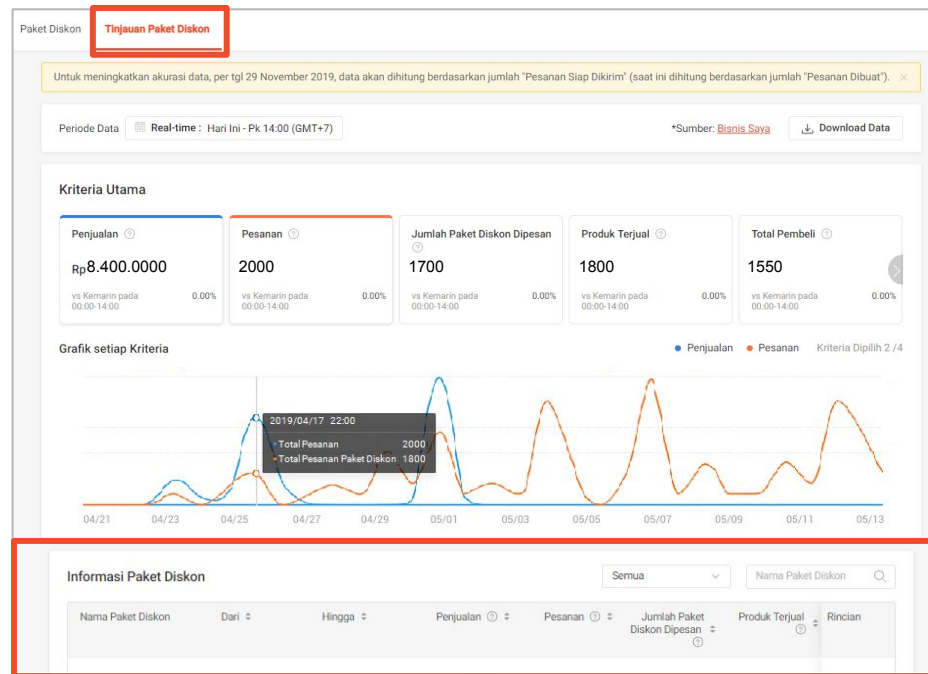 Paket Diskon Tinjauan Paket Diskon
Untuk meningkatkan akurasi data, per tgl 29 November 2019, data akan dihitung berdasarkan jumlah "Pesanan Siap Dikirim" (saat ini dihitung berdasarkan jumlah "Pesanan Dibuat").
Periode Data Real-time : Hari Ini - Pk 14:00 (GMT+7) *Sumber: Bisnis Saya Download Data
Kriteria Utama
Penjualan
Rp8.400.0000
vs Kemarin pada 0.00%
00:00-14:00
Pesanan
2000
vs Kemarin pada 0.00%
00:00-14:00
Jumlah Paket Diskon Dipesan
1700
vs Kemarin pada 0.00%
00:00-14:00
Produk Terjual
1800
vs Kemarin pada 0.00%
00:00-14:00
Total Pembeli
1550
vs Kemarin pada 0.00%
00:00-14:00
Grafik setiap Kriteria Penjualan Pesanan Kriteria Dipilih 2 /4
2019/04/17 22:00
Total Pesanan 2000
Total Pesanan Paket Diskon 1800
04/21 04/23 04/25 04/27 04/29 05/01 05/03 05/05 05/07 05/09 05/11 05/13
Informasi Paket Diskon Semua Nama Paket Diskon
Nama Paket Diskon Dari Hingga Penjualan Pesanan Jumlah Paket Diskon Dipesan Produk Terjual Rincian